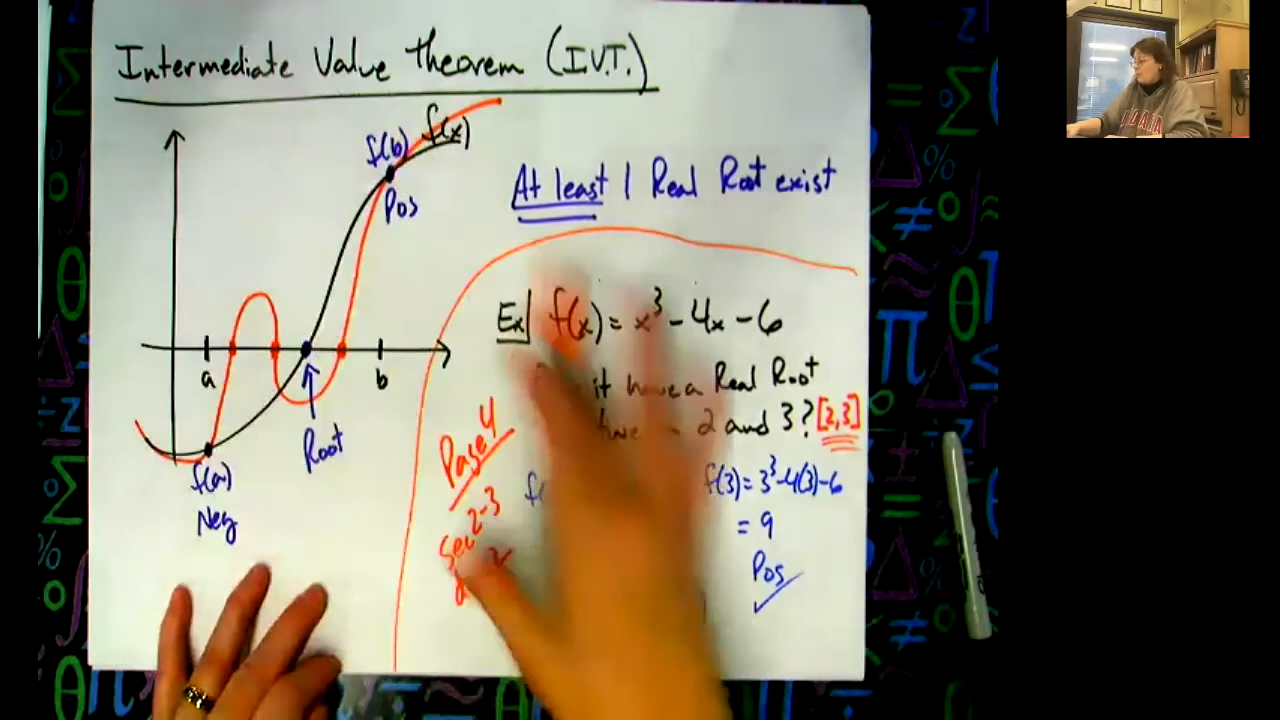 Intermediate Value Theorem (I.V.T.)
f(b)
f(x)
Pos
At least 1 Real Root exist
Ex f(x) = x³ - 4x - 6
it have a Real Root
2 and 3? [2,3]
a
b
Root
f(a)
Neg
Page 4
Sec 2-3
f(3) = 3³-4(3)-6
= 9
Pos